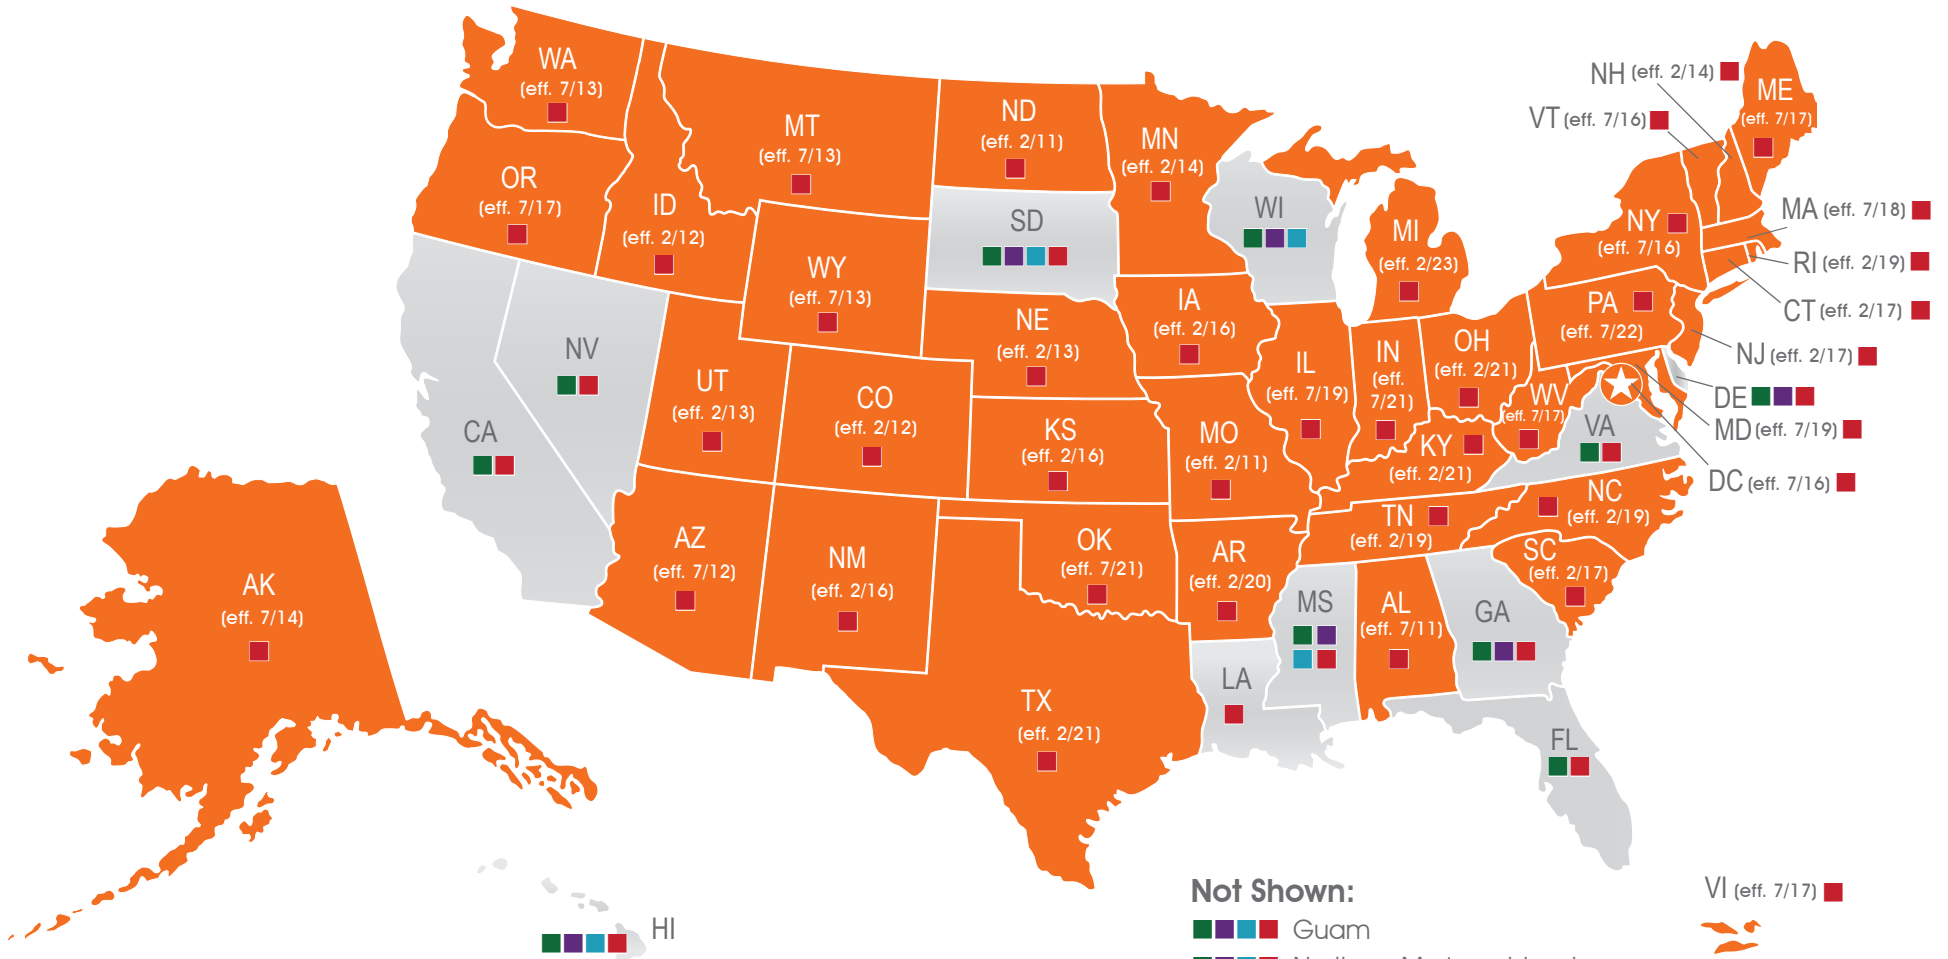 WA
(eff. 7/13)
OR
(eff. 7/17)
ID
(eff. 2/12)
MT
(eff. 7/13)
ND
(eff. 2/11)
MN
(eff. 2/14)
SD
WI
MI
(eff. 2/23)
NH (eff. 2/14)
VT (eff. 7/16)
ME
(eff. 7/17)
NY
(eff. 7/16)
MA (eff. 7/18)
RI (eff. 2/19)
CT (eff. 2/17)
NJ (eff. 2/17)
DE
MD (eff. 7/19)
DC (eff. 7/16)
WY
(eff. 7/13)
NE
(eff. 2/13)
IA
(eff. 2/16)
PA
(eff. 7/22)
NV
CA
UT
(eff. 2/13)
CO
(eff. 2/12)
KS
(eff. 2/16)
MO
(eff. 2/11)
IL
(eff. 7/19)
IN
(eff.
7/21)
OH
(eff. 2/21)
WV
(eff. 7/17)
VA
KY
(eff. 2/21)
NC
(eff. 2/19)
TN
(eff. 2/19)
SC
(eff. 2/17)
AZ
(eff. 7/12)
NM
(eff. 2/16)
OK
(eff. 7/21)
AR
(eff. 2/20)
MS
AL
(eff. 7/11)
GA
LA
FL
TX
(eff. 2/21)
AK
(eff. 7/14)
HI
Not Shown:
Guam
VI (eff. 7/17)